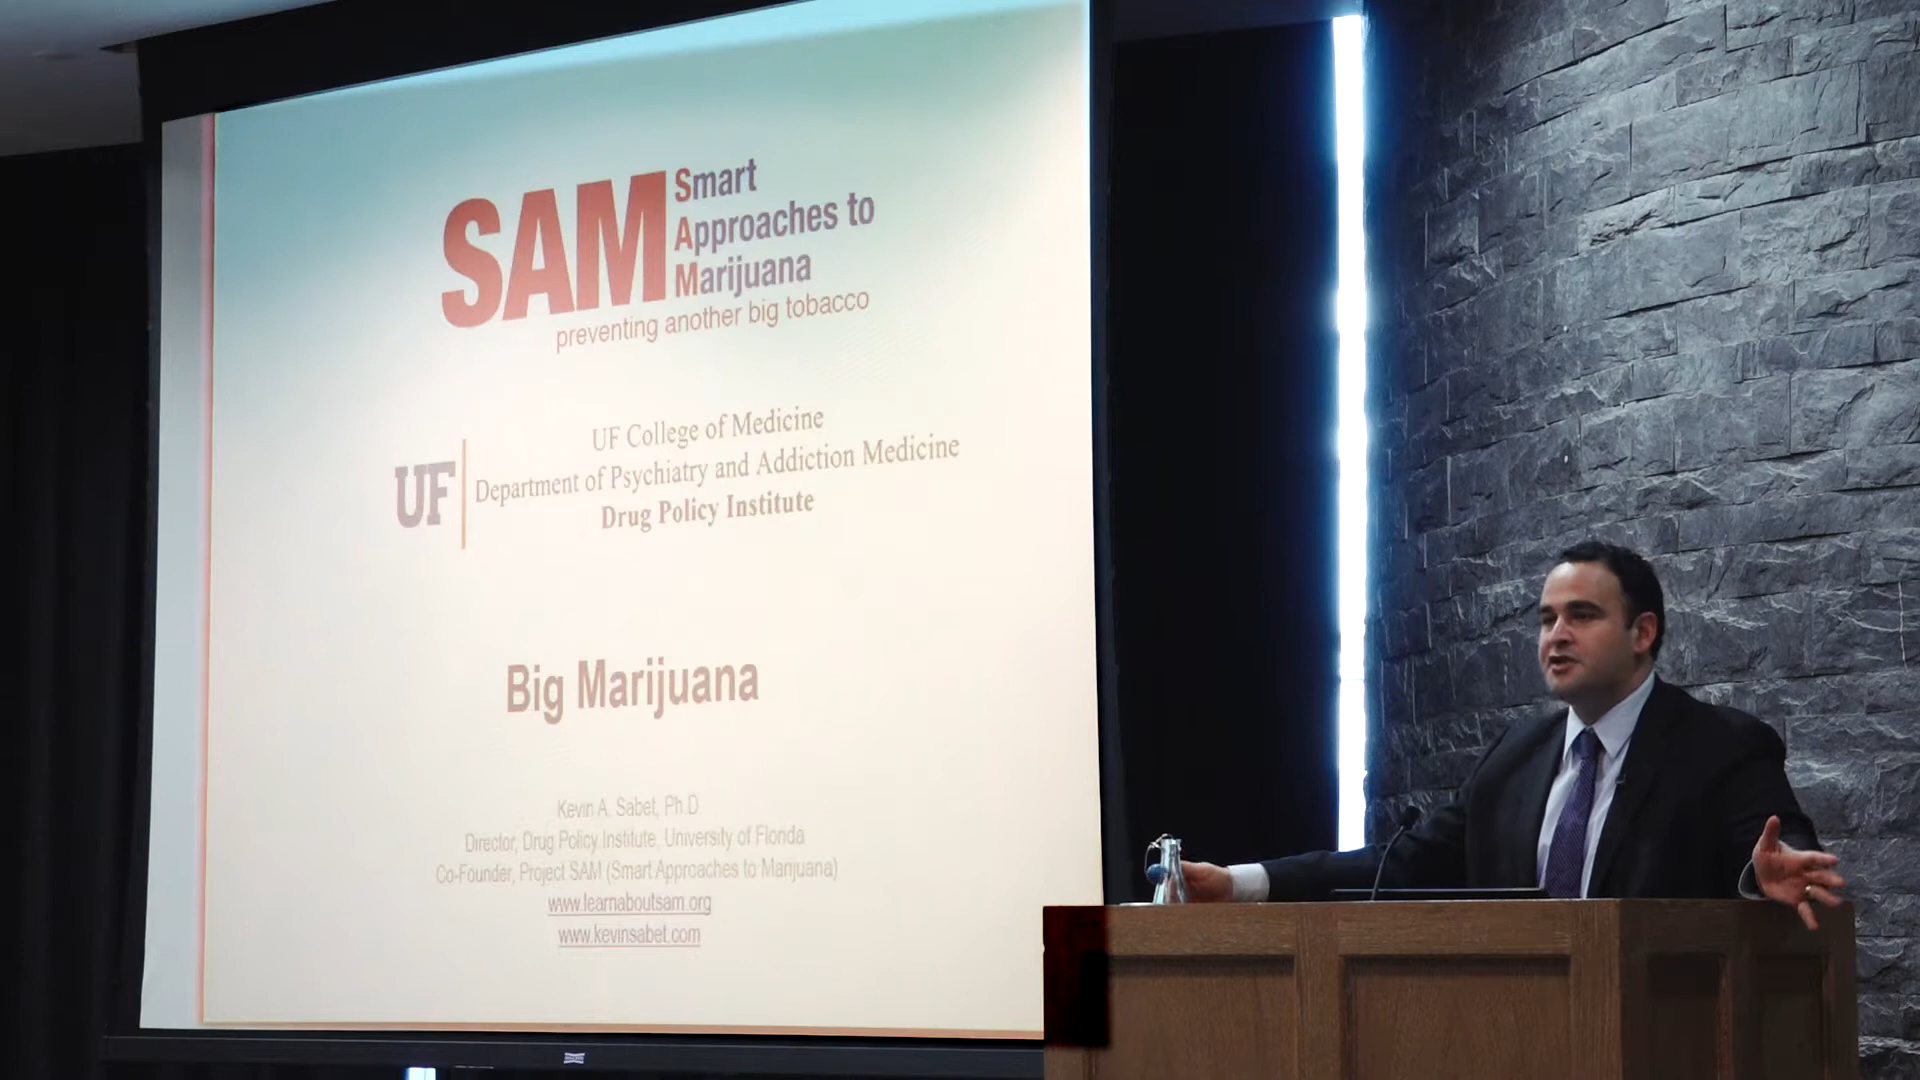 SAM
Smart
Approaches to
Marijuana
preventing another big tobacco
UF
UF College of Medicine
Department of Psychiatry and Addiction Medicine
Drug Policy Institute
Big Marijuana
Kevin A. Sabet, Ph.D.
Director, Drug Policy Institute, University of Florida
Co-Founder, Project SAM (Smart Approaches to Marijuana)
www.learnaboutsam.org
www.kevinsabet.com